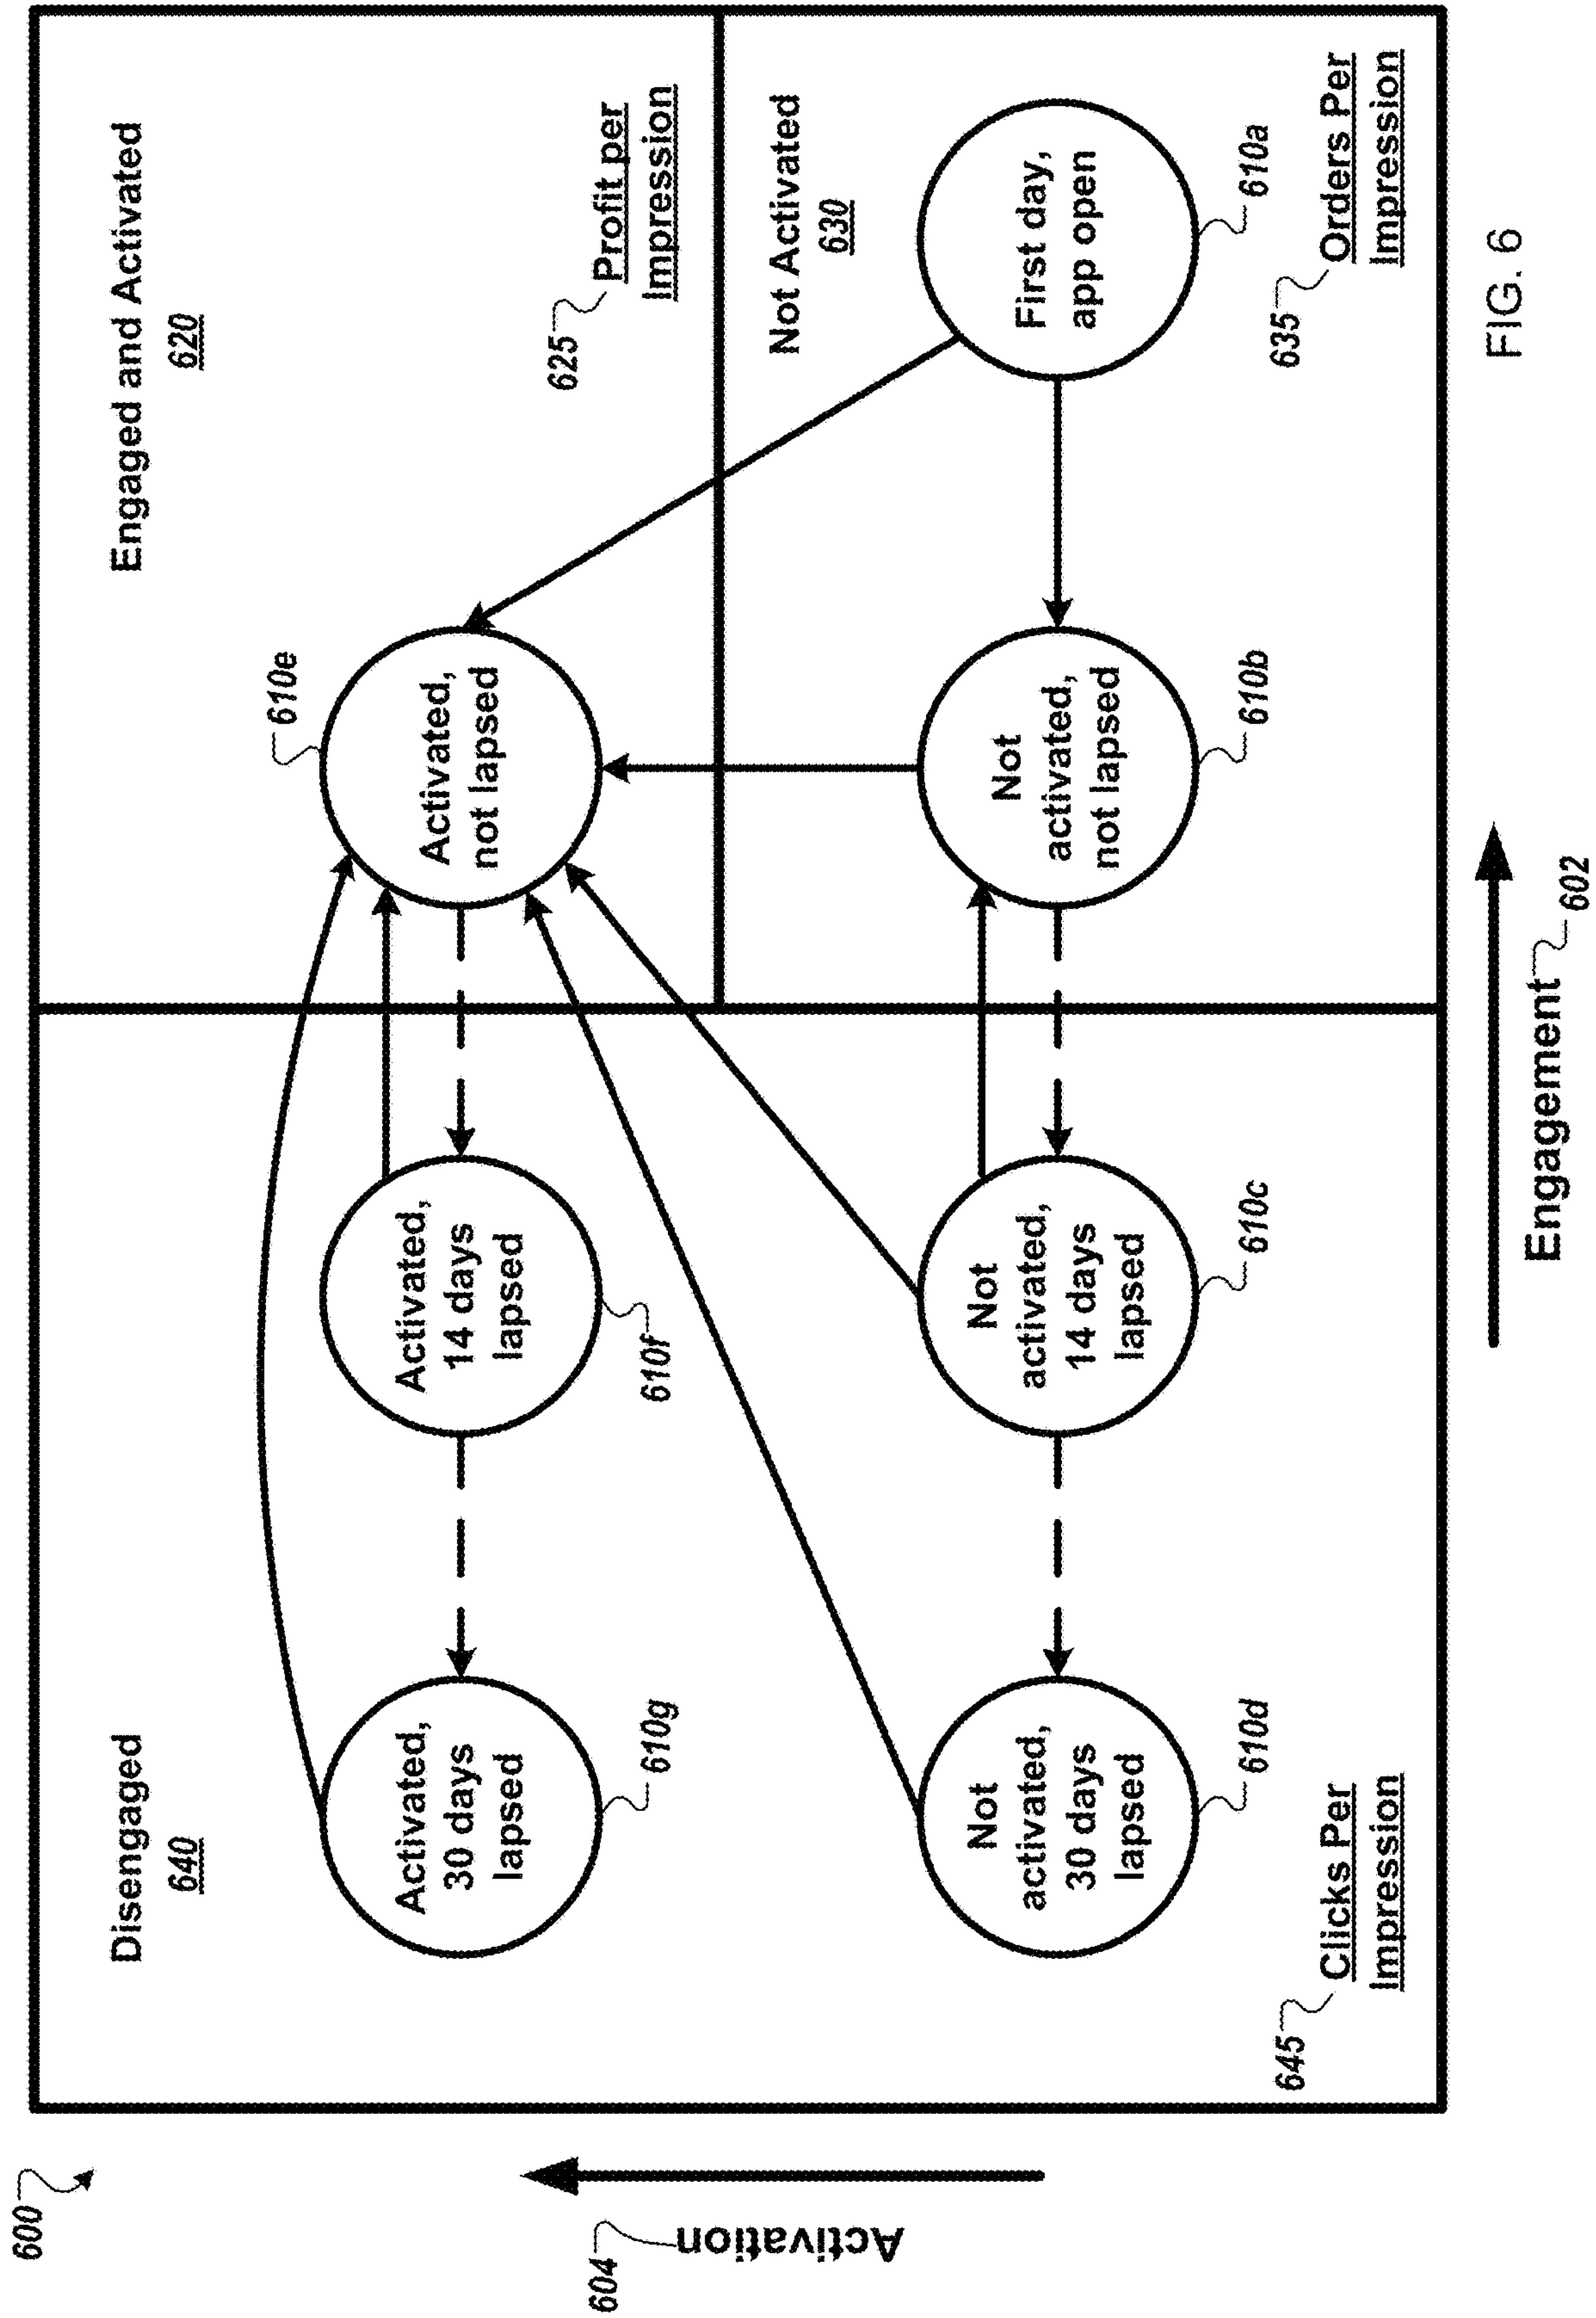 600
Disengaged
640
Engaged and Activated
620
610e
Activated,
30 days
lapsed
610g
Activated,
14 days
lapsed
610f
Activated,
not lapsed
625
Profit per
Impression
Not Activated
630
Not
activated,
30 days
lapsed
610d
Not
activated,
14 days
lapsed
610c
Not
activated,
not lapsed
610b
First day,
app open
610a
645
Clicks Per
Impression
635
Orders Per
Impression
604
Activation
Engagement
602
FIG. 6